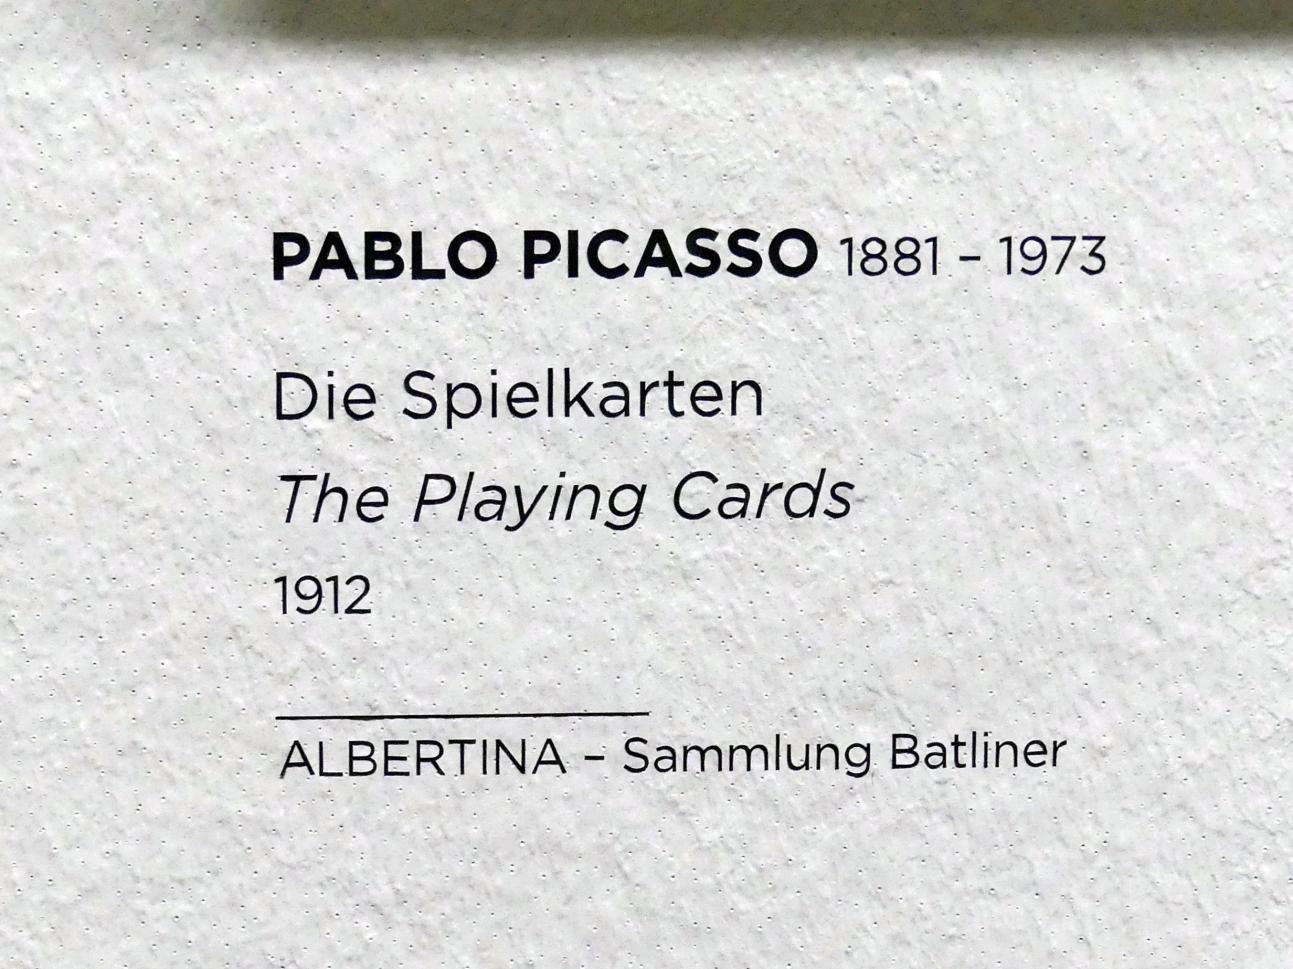 PABLO PICASSO 1881 – 1973
Die Spielkarten
The Playing Cards
1912
ALBERTINA – Sammlung Batliner